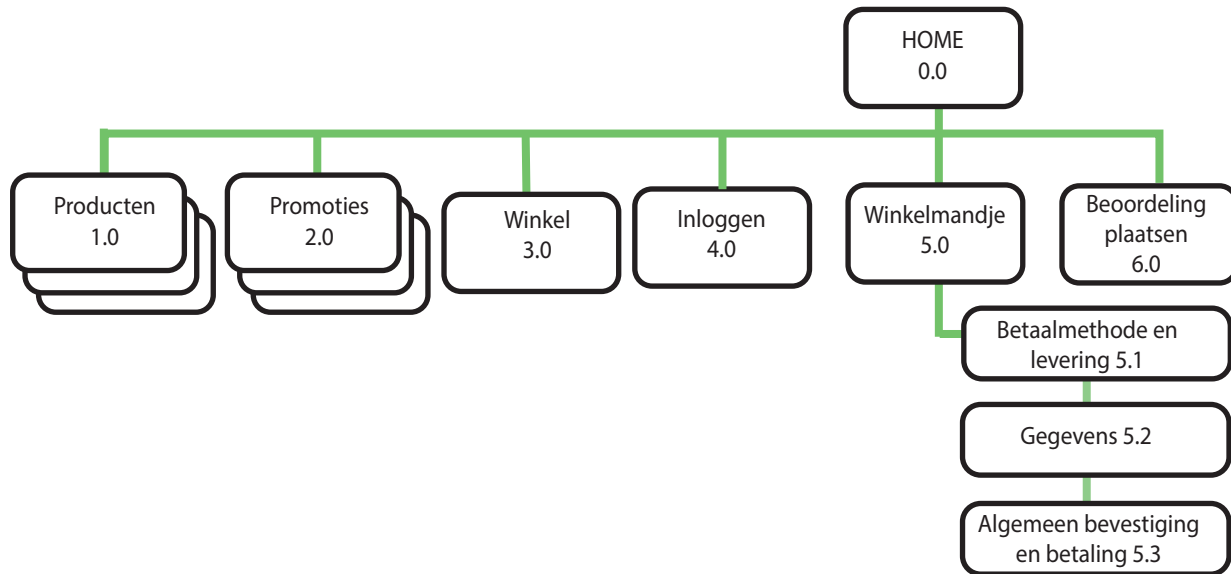 HOME
0.0
Producten
1.0
Promoties
2.0
Winkel
3.0
Inloggen
4.0
Winkelmandje
5.0
Beoordeling
plaatsen
6.0
Betaalmethode en
levering 5.1
Gegevens 5.2
Algemeen bevestiging
en betaling 5.3